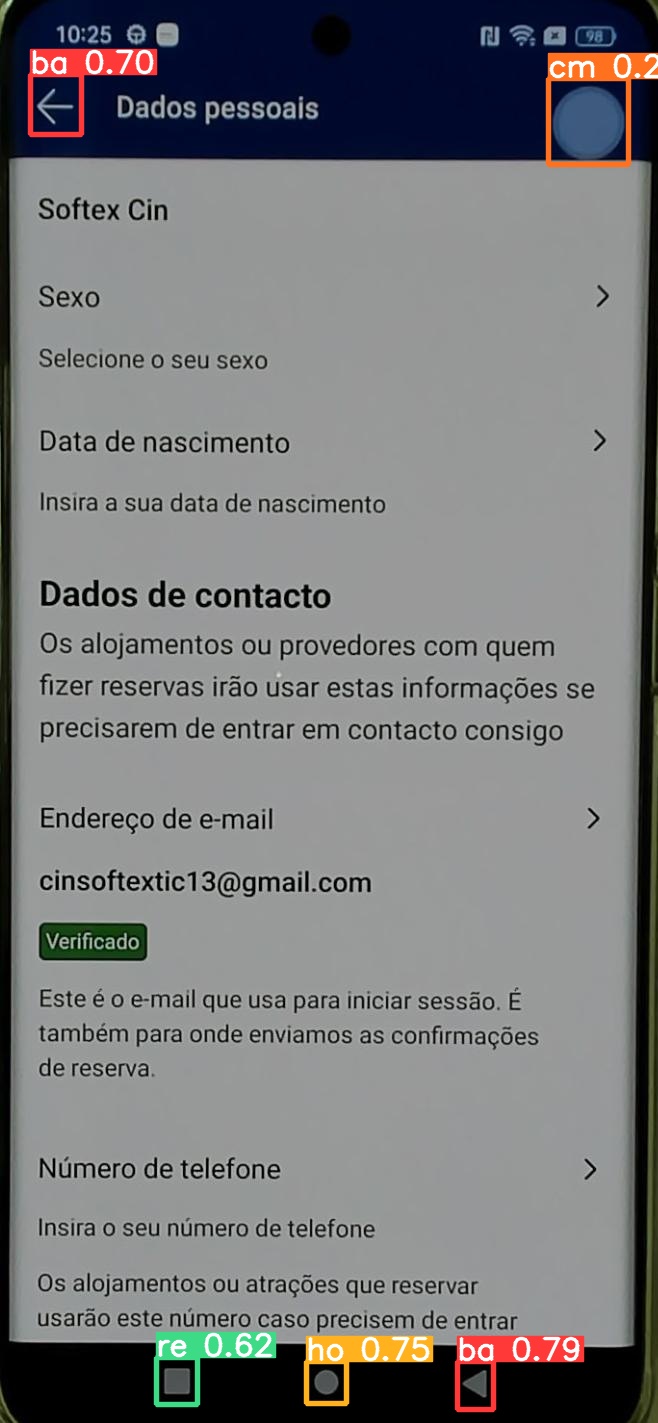 10:25
98
ba 0.70
cm 0.2
Dados pessoais
Softex Cin
Sexo
Selecione o seu sexo
Data de nascimento
Insira a sua data de nascimento
Dados de contacto
Os alojamentos ou provedores com quem
fizer reservas irão usar estas informações se
precisarem de entrar em contacto consigo
Endereço de e-mail
cinsoftextic13@gmail.com
Verificado
Este é o e-mail que usa para iniciar sessão. É
também para onde enviamos as confirmações
de reserva.
Número de telefone
Insira o seu número de telefone
Os alojamentos ou atrações que reservar
usarão este número caso precisem de entrar
re 0.62
ho 0.75
ba 0.79